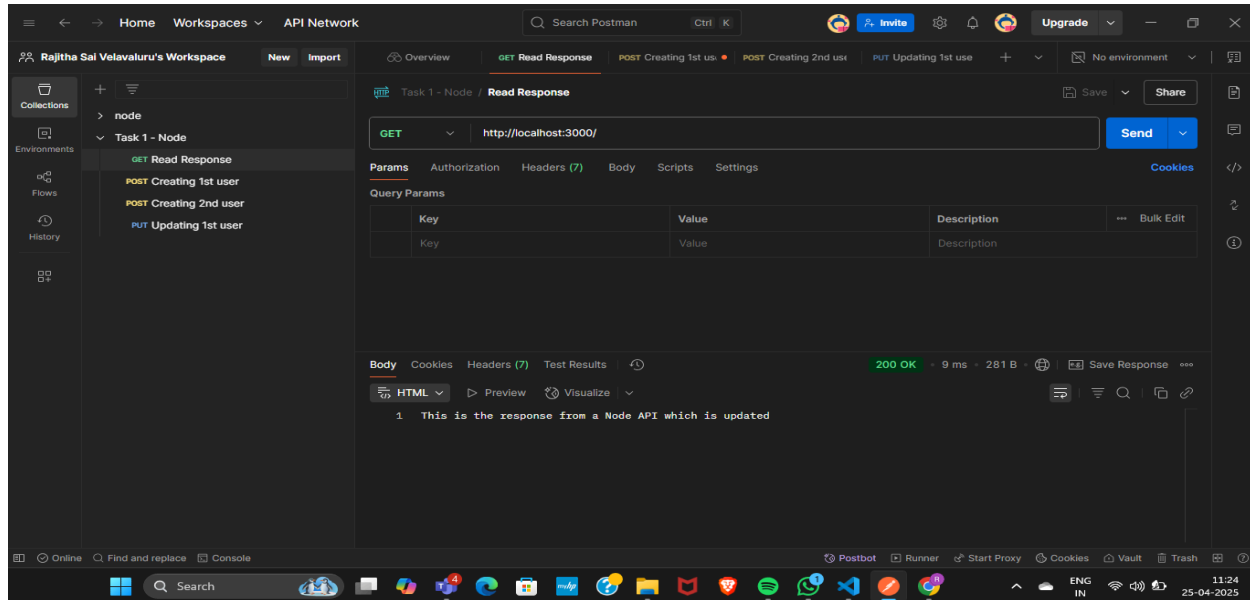 Home Workspaces API Network Search Postman Ctrl K Invite Upgrade
Rajitha Sai Velavaluru's Workspace New Import Overview GET Read Response POST Creating 1st us POST Creating 2nd use PUT Updating 1st use No environment
Collections
Environments
Flows
History
node
Task 1 - Node
GET Read Response
POST Creating 1st user
POST Creating 2nd user
PUT Updating 1st user
HTTP Task 1 - Node / Read Response Save Share
GET http://localhost:3000/ Send
Params Authorization Headers (7) Body Scripts Settings Cookies
Query Params
Key Value Description Bulk Edit
Key Value Description
Body Cookies Headers (7) Test Results 200 OK 9 ms 281 B Save Response
HTML Preview Visualize
1 This is the response from a Node API which is updated
Online Find and replace Console Postbot Runner Start Proxy Cookies Vault Trash
Search 4 myhp 1 R ENG 11:24
IN 25-04-2025